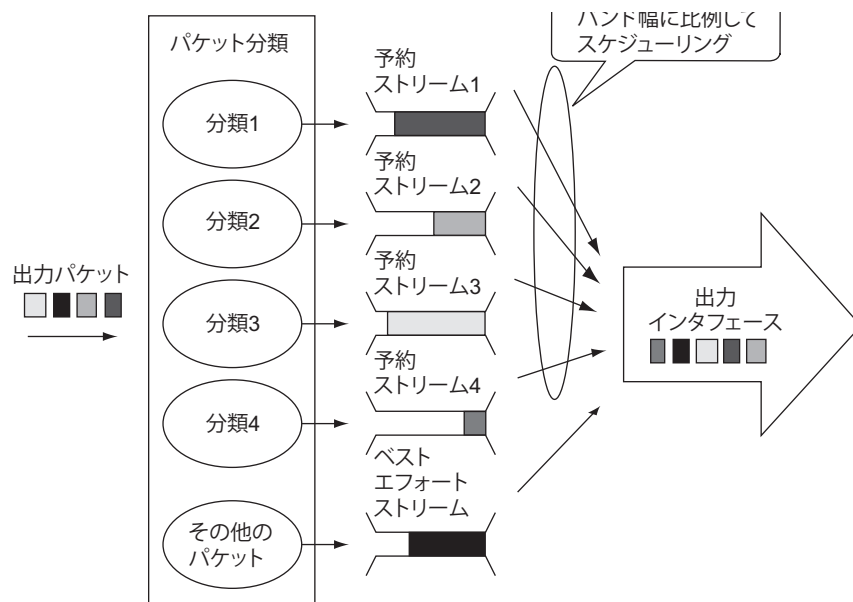 バンド幅に比例して
スケジューリング
パケット分類
予約
ストリーム1
分類1
予約
ストリーム2
分類2
出力パケット
予約
ストリーム3
分類3
出力
インタフェース
予約
ストリーム4
分類4
ベスト
エフォート
ストリーム
その他の
パケット